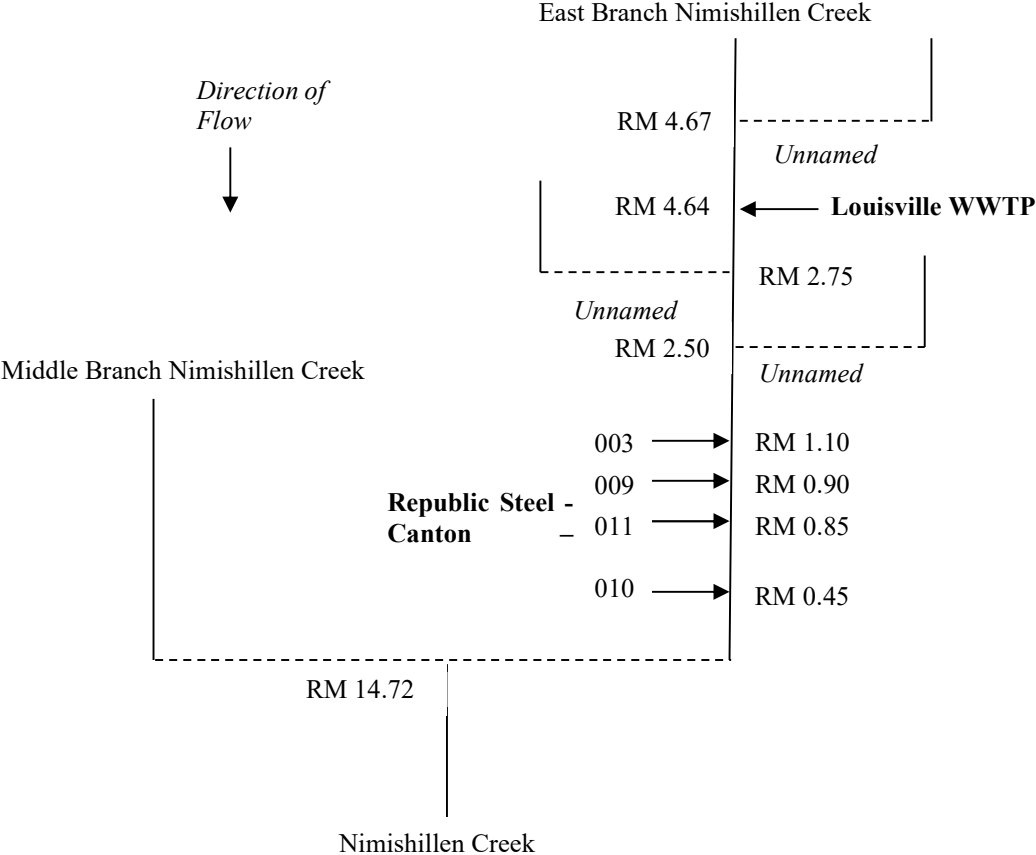 East Branch Nimishillen Creek
Direction of
Flow
RM 4.67
Unnamed
RM 4.64
Louisville WWTP
RM 2.75
Unnamed
RM 2.50
Middle Branch Nimishillen Creek
Unnamed
003
RM 1.10
009
RM 0.90
Republic Steel -
Canton –
011
RM 0.85
010
RM 0.45
RM 14.72
Nimishillen Creek